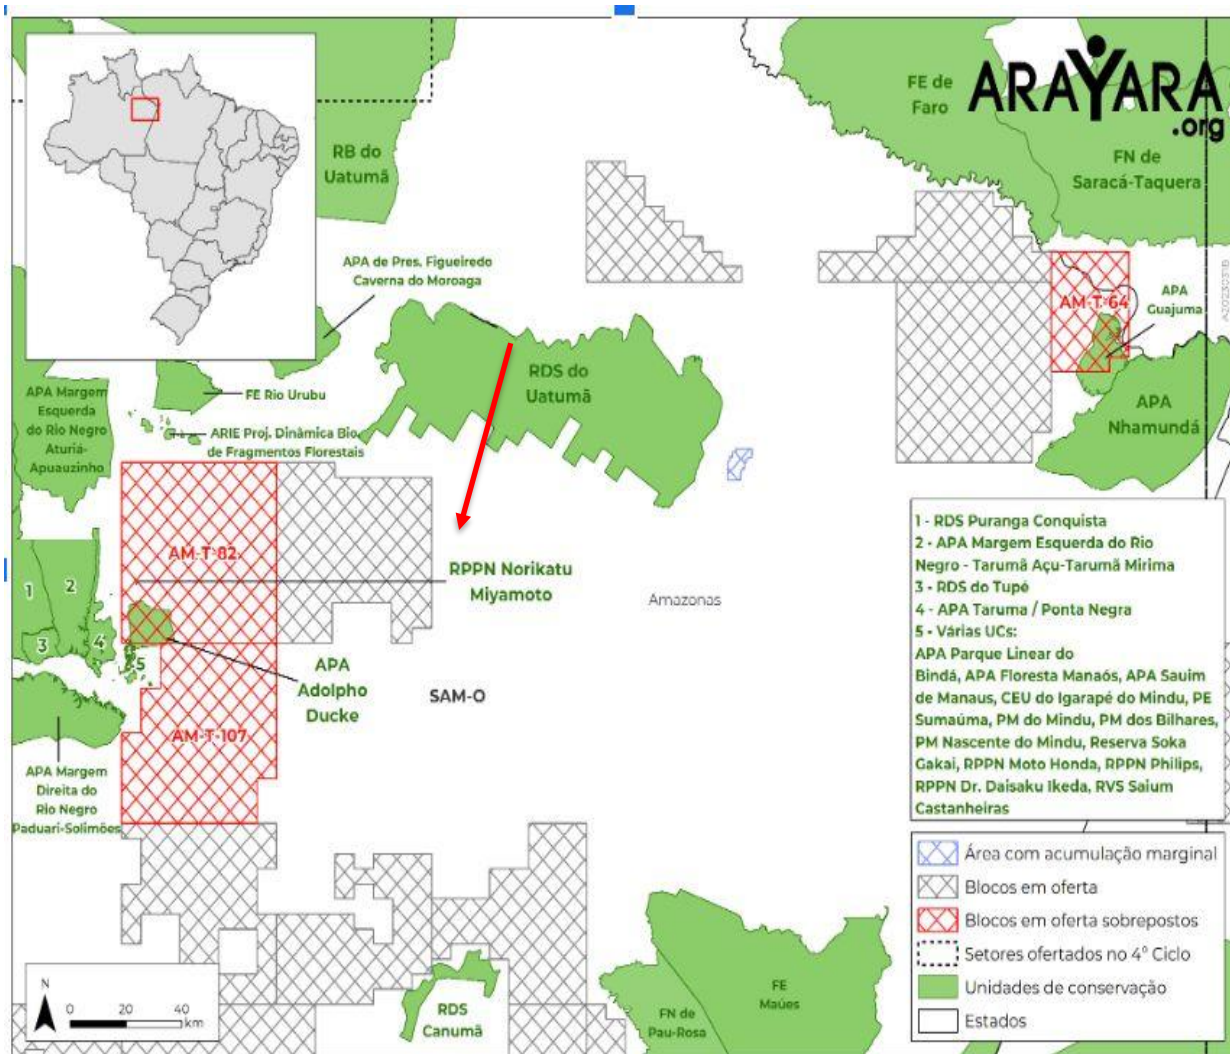 ARAYARA
.org
FE de
Faro
FN de
Saracá-Taquera
RB do
Uatumã
APA de Pres. Figueiredo
Caverna do Moroaga
AM-T-64
APA
Guajuma
A2023031B
RDS do
Uatumã
APA
Nhamundá
FE Rio Urubu
APA Margem
Esquerda
do Rio Negro
Aturiá-
Apuauzinho
ARIE Proj. Dinâmica Bio.
de Fragmentos Florestais
AM-T-82
RPPN Norikatu
Miyamoto
Amazonas
1
2
3
4
5
APA
Adolpho
Ducke
SAM-O
AM-T-107
APA Margem
Direita do
Rio Negro
Paduari-Solimões
1 - RDS Puranga Conquista
2 - APA Margem Esquerda do Rio
Negro - Tarumã Açu-Tarumã Mirima
3 - RDS do Tupé
4 - APA Taruma / Ponta Negra
5 - Várias UCs:
APA Parque Linear do
Bindá, APA Floresta Manaós, APA Sauim
de Manaus, CEU do Igarapé do Mindu, PE
Sumaúma, PM do Mindu, PM dos Bilhares,
PM Nascente do Mindu, Reserva Soka
Gakai, RPPN Moto Honda, RPPN Philips,
RPPN Dr. Daisaku Ikeda, RVS Saium
Castanheiras
Área com acumulação marginal
Blocos em oferta
Blocos em oferta sobrepostos
Setores ofertados no 4º Ciclo
Unidades de conservação
Estados
N
0 20 40
km
RDS
Canumã
FN de
Pau-Rosa
FE
Maúes